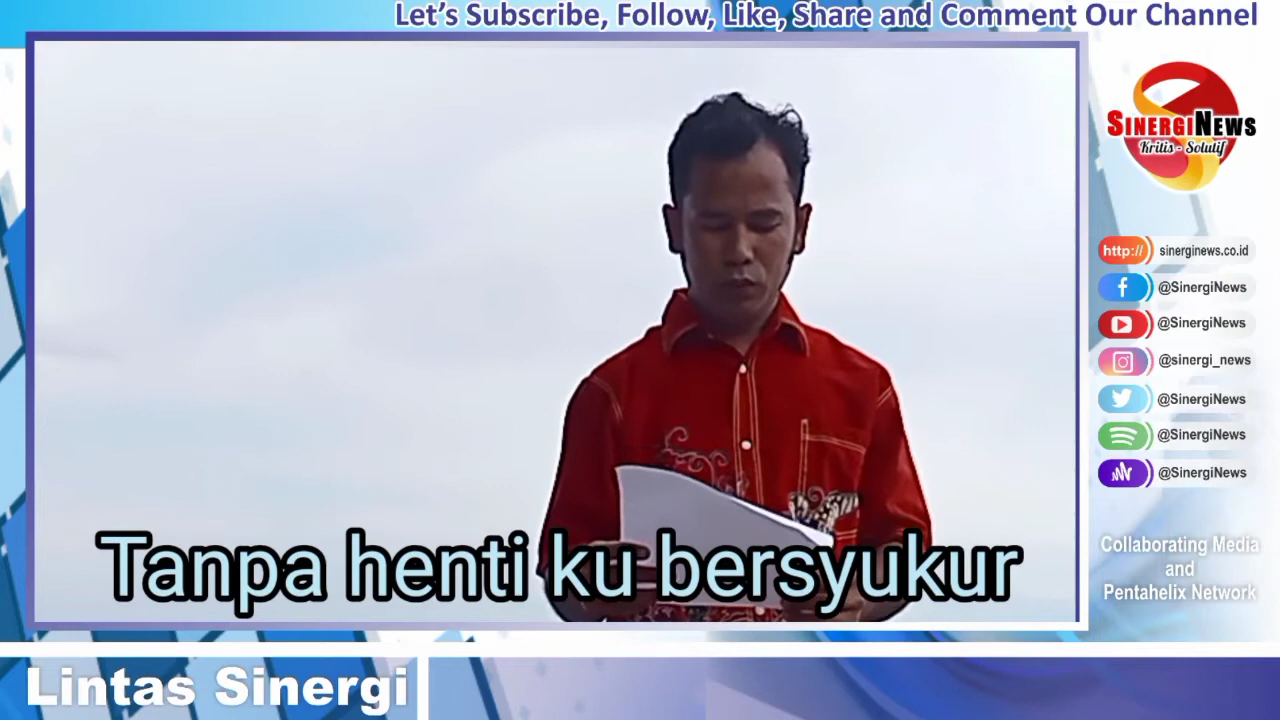 Let's Subscribe, Follow, Like, Share and Comment Our Channel
SINERGINEWS
Kritis - Solutif
http:// sinerginews.co.id
@SinergiNews
@SinergiNews
@sinergi_news
@SinergiNews
@SinergiNews
@SinergiNews
Collaborating Media
and
Pentahelix Network
Tanpa henti ku bersyukur
Lintas Sinergi